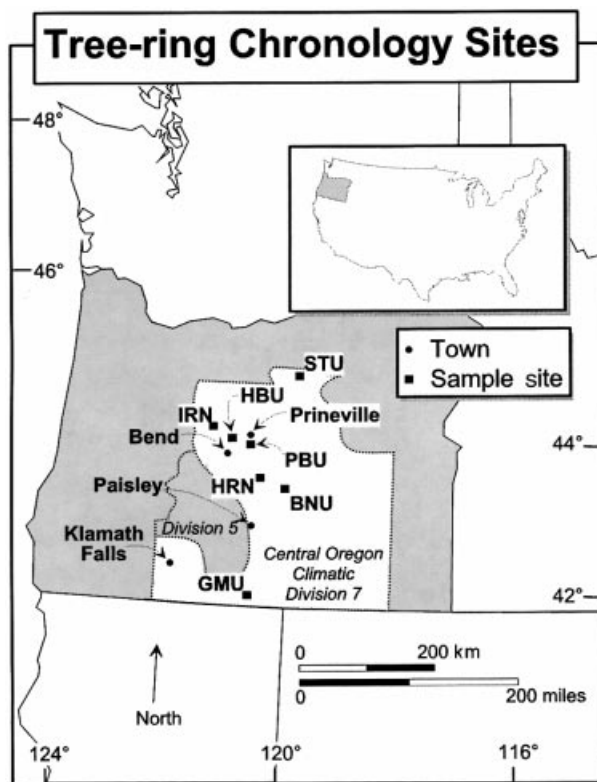 Tree-ring Chronology Sites
48°
46°
Town
Sample site
STU
HBU
IRN
Prineville
Bend
44°
PBU
Paisley
HRN
BNU
Division 5
Klamath
Falls
Central Oregon
Climatic
Division 7
GMU
42°
0 200 km
0 200 miles
North
124° 120° 116°